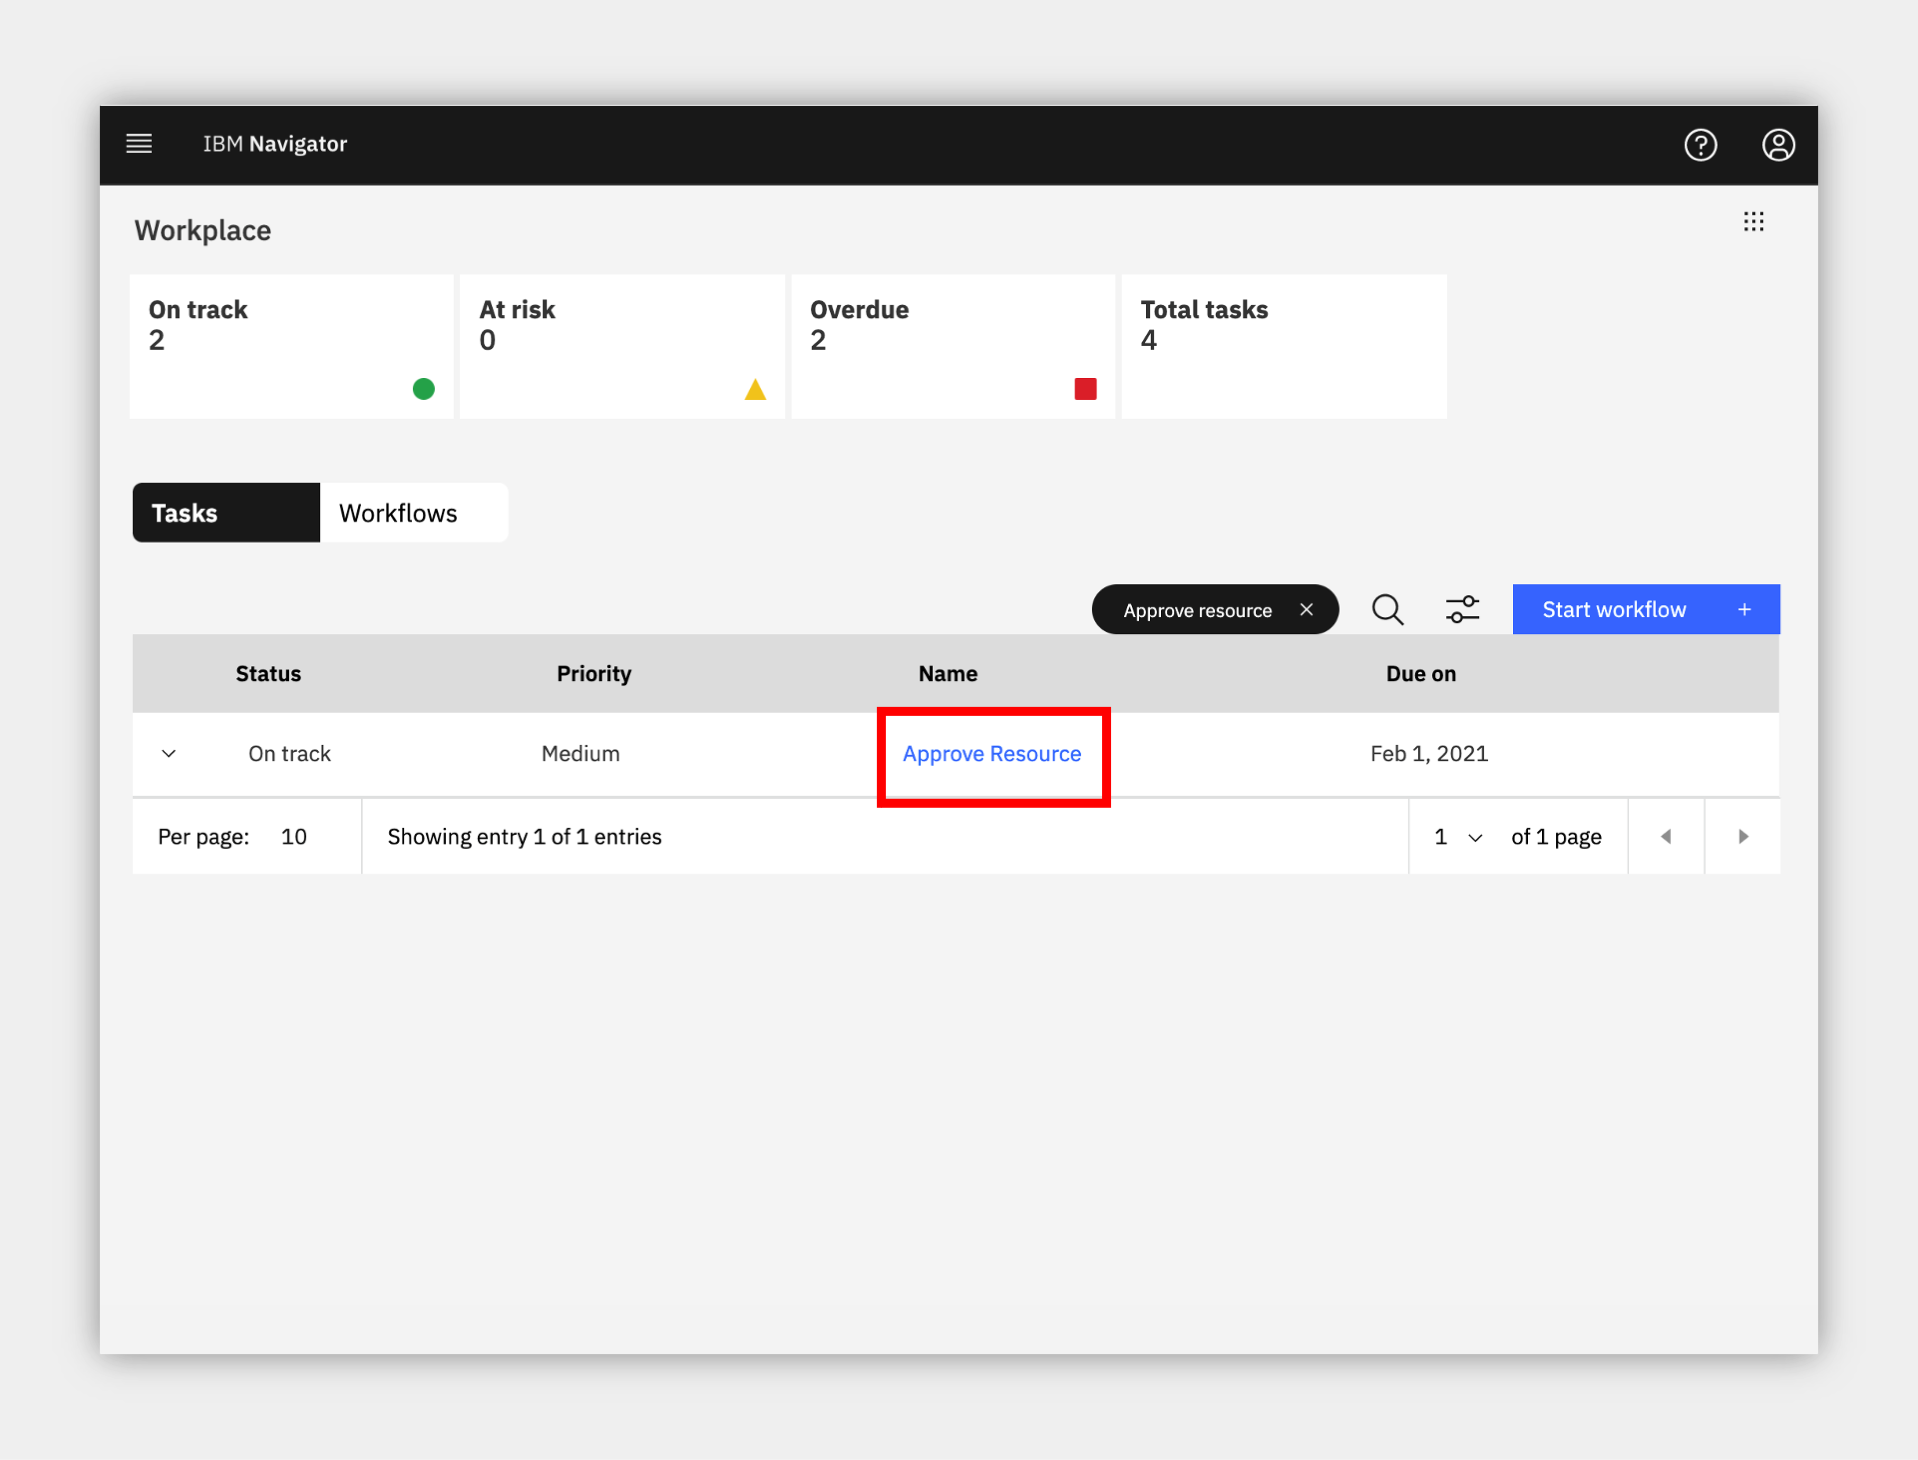 IBM Navigator
Workplace
On track
2
At risk
0
Overdue
2
Total tasks
4
Tasks
Workflows
Approve resource
Start workflow +
Status Priority Name Due on
On track Medium Approve Resource Feb 1, 2021
Per page: 10 Showing entry 1 of 1 entries 1 of 1 page